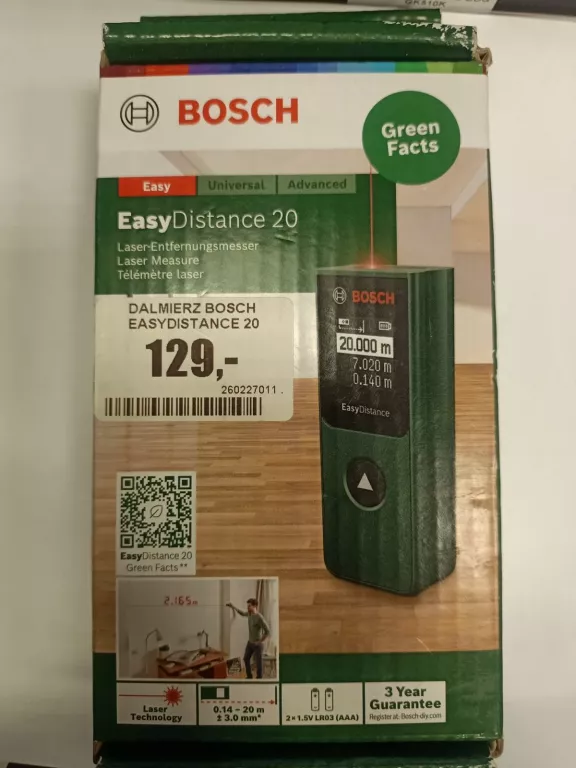 BOSCH
Green
Facts
Easy
Universal
Advanced
EasyDistance 20
Laser-Entfernungsmesser
Laser Measure
Télémètre laser
DALMIERZ BOSCH
EASYDISTANCE 20
129,-
260227011 .
BOSCH
20.000 m
7.020 m
0.140 m
EasyDistance
EasyDistance 20
Green Facts**
2.165m
Laser
Technology
0.14 – 20 m
± 3.0 mm*
2 x 1.5V LR03 (AAA)
3 Year
Guarantee
Register at: Bosch-diy.com